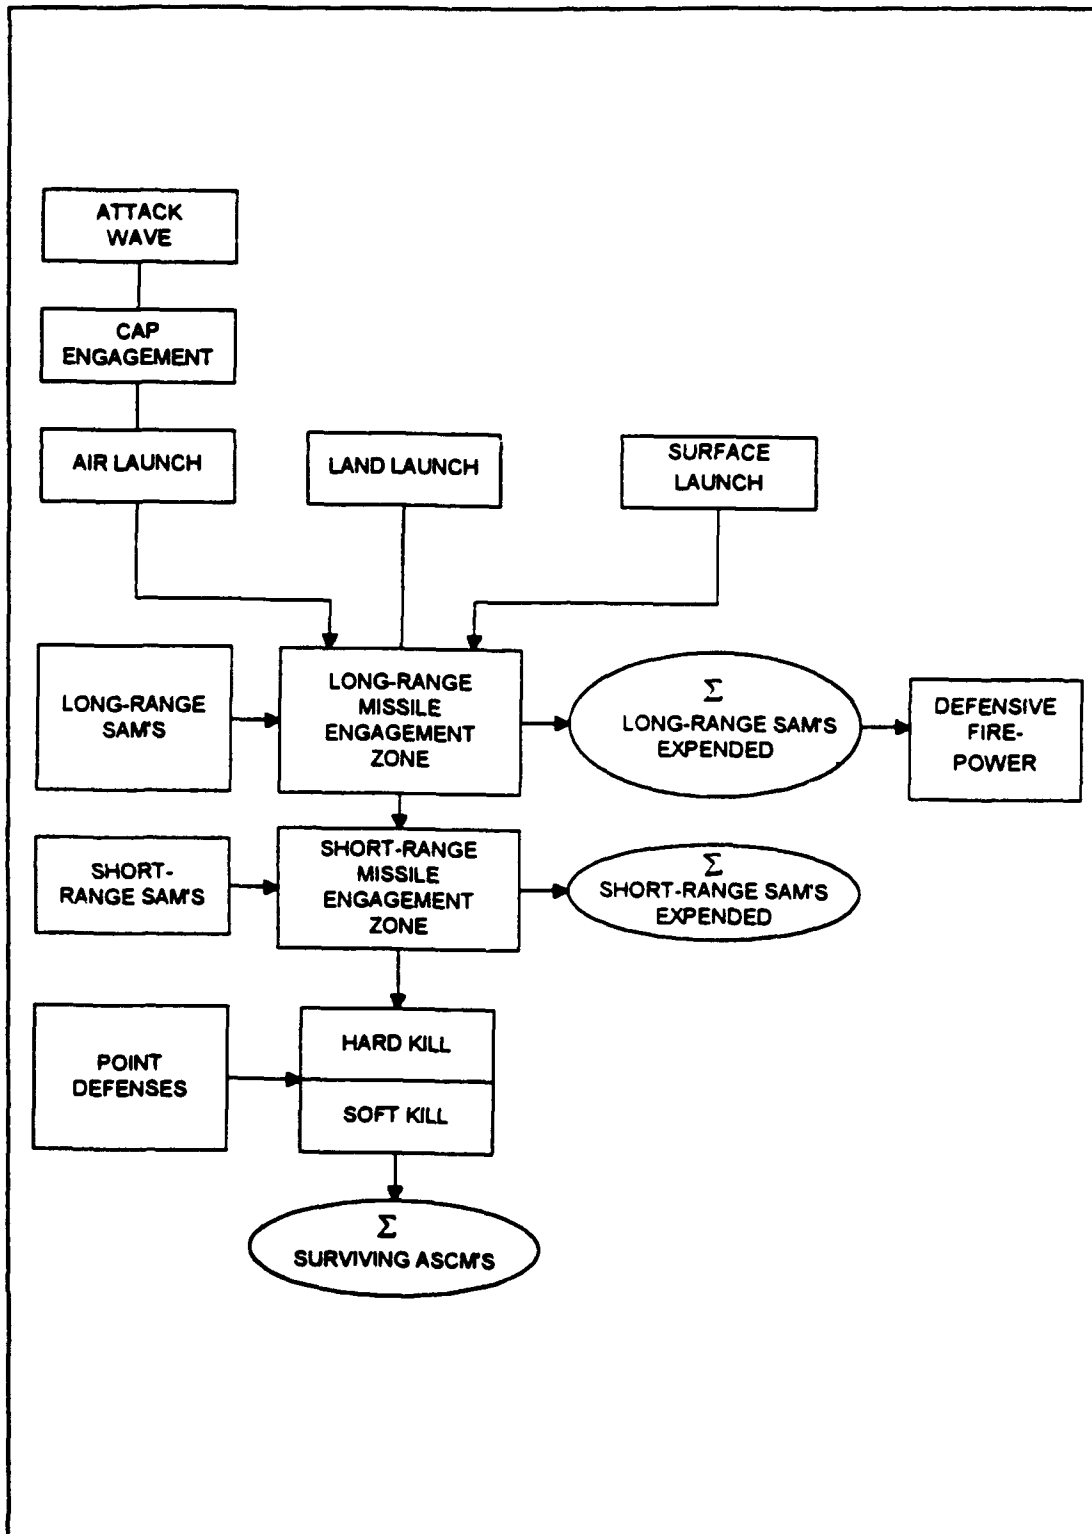 ATTACK
WAVE
CAP
ENGAGEMENT
AIR LAUNCH
LAND LAUNCH
SURFACE
LAUNCH
LONG-RANGE
SAM'S
LONG-RANGE
MISSILE
ENGAGEMENT
ZONE
Σ
LONG-RANGE SAM'S
EXPENDED
DEFENSIVE
FIRE-
POWER
SHORT-
RANGE SAM'S
SHORT-RANGE
MISSILE
ENGAGEMENT
ZONE
Σ
SHORT-RANGE SAM'S
EXPENDED
POINT
DEFENSES
HARD KILL
SOFT KILL
Σ
SURVIVING ASCM'S